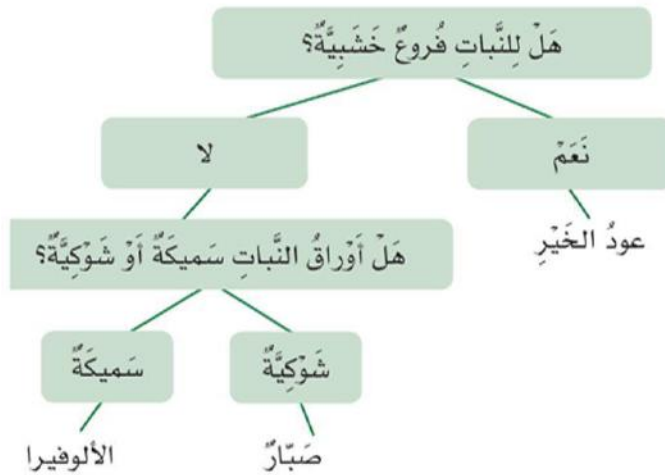 هَلْ لِلنَّباتِ فُروعٌ خَشَبِيَّةٌ؟
نَعَمْ
لا
عودُ الخَيْرِ
هَلْ أَوْراقُ النَّباتِ سَميكَةٌ أَوْ شَوْكِيَّةٌ؟
شَوْكِيَّةٌ
سَميكَةٌ
صَبّارٌ
الألوفيرا